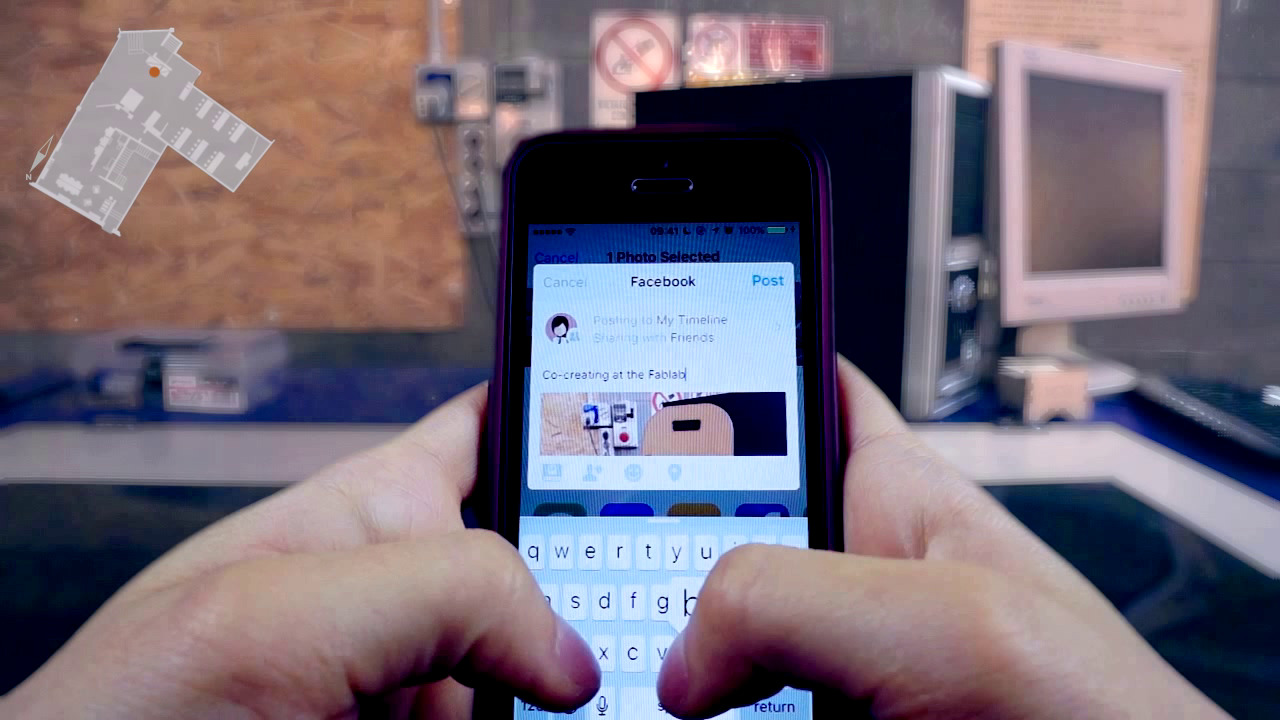 N
09:41 100%
Cancel 1 Photo Selected
Cancel Facebook Post
Posting to My Timeline
Sharing with Friends
Co-creating at the Fablab
q w e r t y u
s d f g b
x c v
return